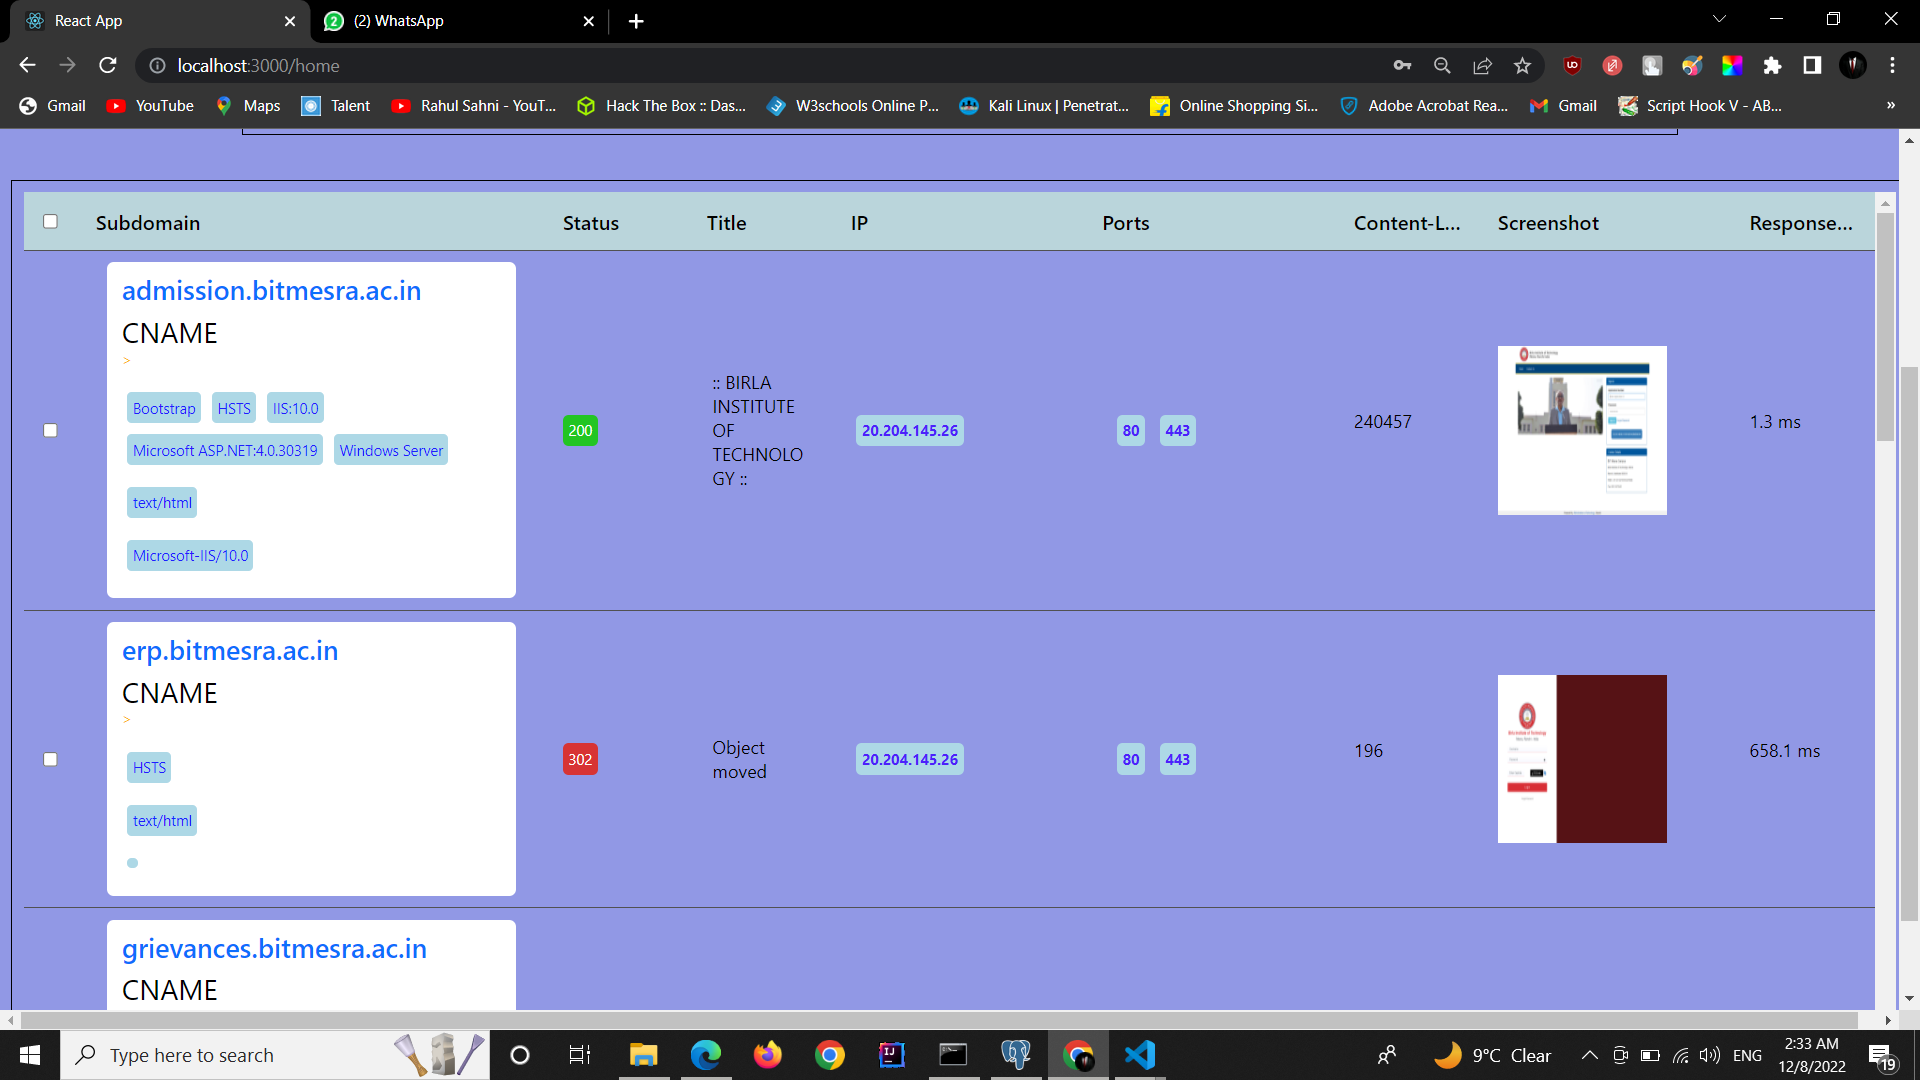 React App
(2) WhatsApp
localhost:3000/home
Gmail YouTube Maps Talent Rahul Sahni - YouT... Hack The Box :: Das... W3schools Online P... Kali Linux | Penetrat... Online Shopping Si... Adobe Acrobat Rea... Gmail Script Hook V - AB... »
Subdomain Status Title IP Ports Content-L... Screenshot Response...
admission.bitmesra.ac.in
CNAME
>
Bootstrap HSTS IIS:10.0
Microsoft ASP.NET:4.0.30319 Windows Server
text/html
Microsoft-IIS/10.0
200
:: BIRLA
INSTITUTE
OF
TECHNOLO
GY ::
20.204.145.26
80 443
240457
1.3 ms
erp.bitmesra.ac.in
CNAME
>
HSTS
text/html
302
Object
moved
20.204.145.26
80 443
196
658.1 ms
grievances.bitmesra.ac.in
CNAME
Type here to search
9°C Clear
ENG
2:33 AM
12/8/2022
19